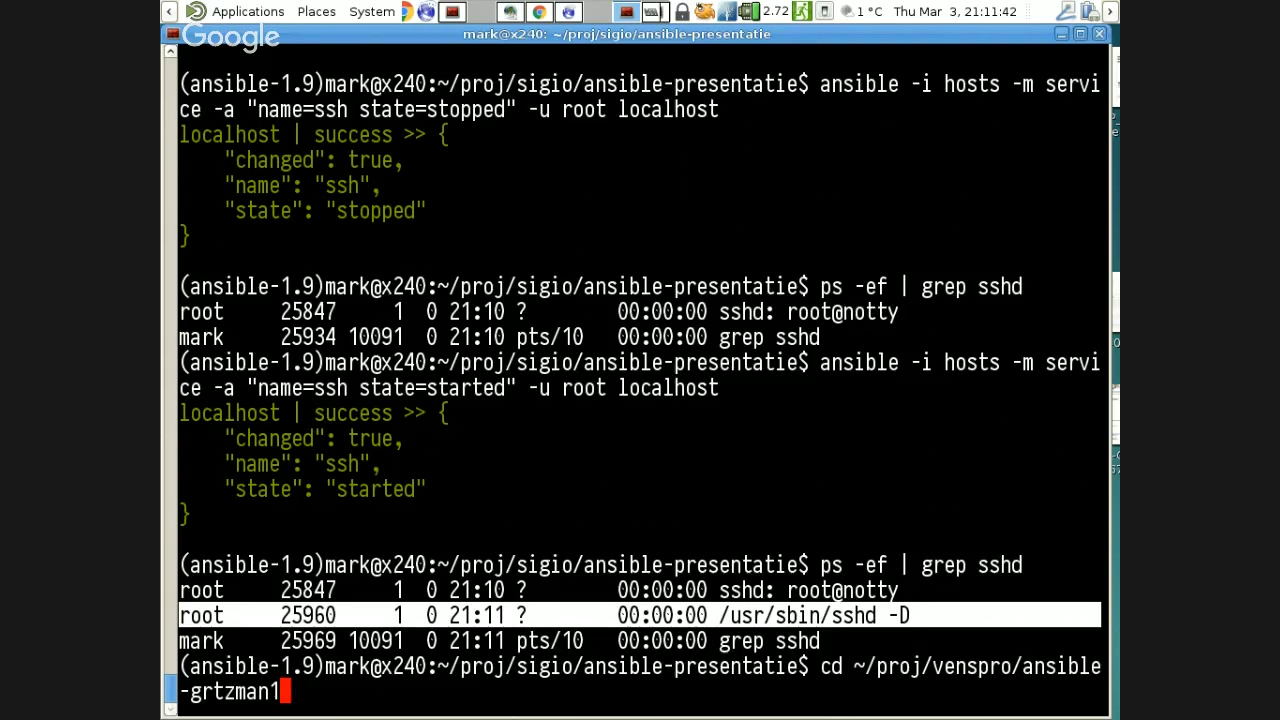 Applications Places System 2.72 1 °C Thu Mar 3, 21:11:42
Google
mark@x240: ~/proj/sigio/ansible-presentatie
(ansible-1.9)mark@x240:~/proj/sigio/ansible-presentatie$ ansible -i hosts -m servi
ce -a "name=ssh state=stopped" -u root localhost
localhost | success >> {
    "changed": true,
    "name": "ssh",
    "state": "stopped"
}
(ansible-1.9)mark@x240:~/proj/sigio/ansible-presentatie$ ps -ef | grep sshd
root     25847     1  0 21:10 ?        00:00:00 sshd: root@notty
mark     25934 10091  0 21:10 pts/10   00:00:00 grep sshd
(ansible-1.9)mark@x240:~/proj/sigio/ansible-presentatie$ ansible -i hosts -m servi
ce -a "name=ssh state=started" -u root localhost
localhost | success >> {
    "changed": true,
    "name": "ssh",
    "state": "started"
}
(ansible-1.9)mark@x240:~/proj/sigio/ansible-presentatie$ ps -ef | grep sshd
root     25847     1  0 21:10 ?        00:00:00 sshd: root@notty
root     25960     1  0 21:11 ?        00:00:00 /usr/sbin/sshd -D
mark     25969 10091  0 21:11 pts/10   00:00:00 grep sshd
(ansible-1.9)mark@x240:~/proj/sigio/ansible-presentatie$ cd ~/proj/venspro/ansible
-grtzman1